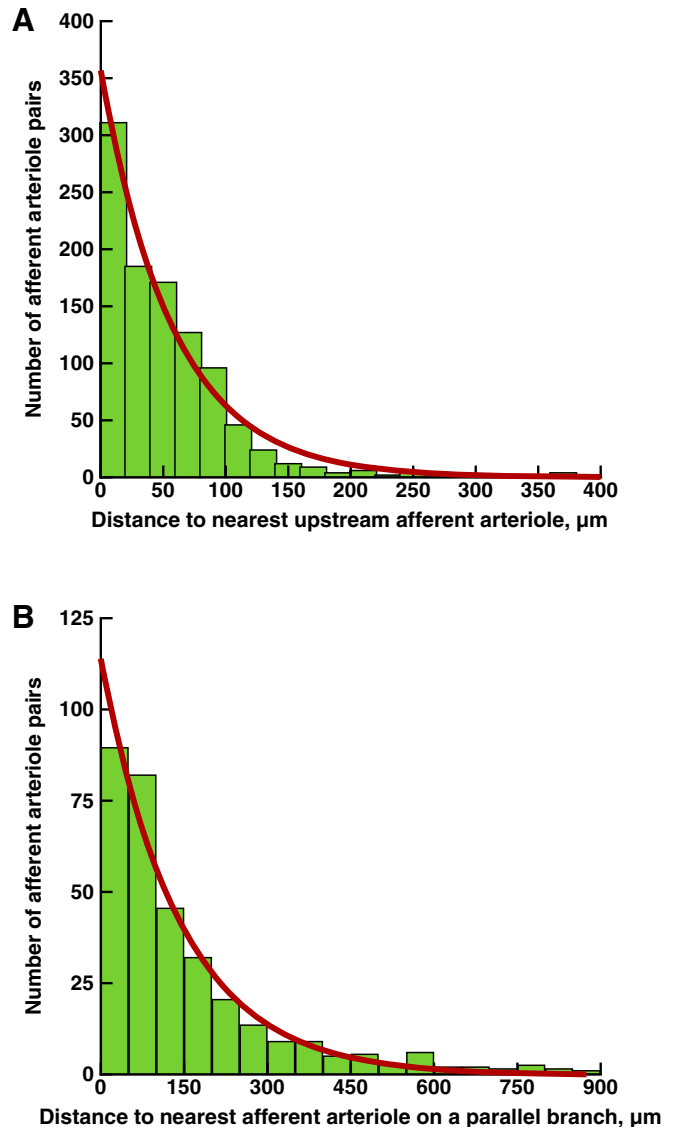 A
Number of afferent arteriole pairs
400
350
300
250
200
150
100
50
0
0 50 100 150 200 250 300 350 400
Distance to nearest upstream afferent arteriole, µm
B
Number of afferent arteriole pairs
125
100
75
50
25
0
0 150 300 450 600 750 900
Distance to nearest afferent arteriole on a parallel branch, µm